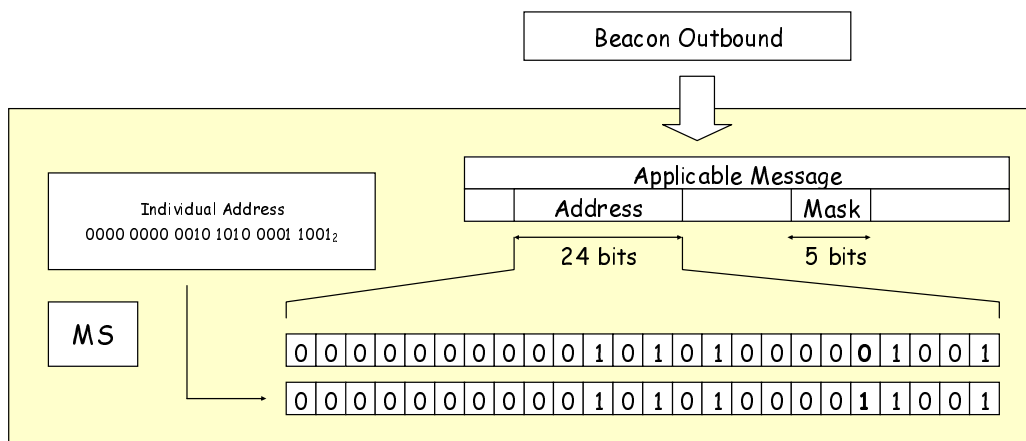 Beacon Outbound
Applicable Message
Address Mask
24 bits 5 bits
Individual Address
0000 0000 0010 1010 0001 1001₂
MS
0 0 0 0 0 0 0 0 0 0 1 0 1 0 1 0 0 0 0 0 1 0 0 1
0 0 0 0 0 0 0 0 0 0 1 0 1 0 1 0 0 0 0 1 1 0 0 1